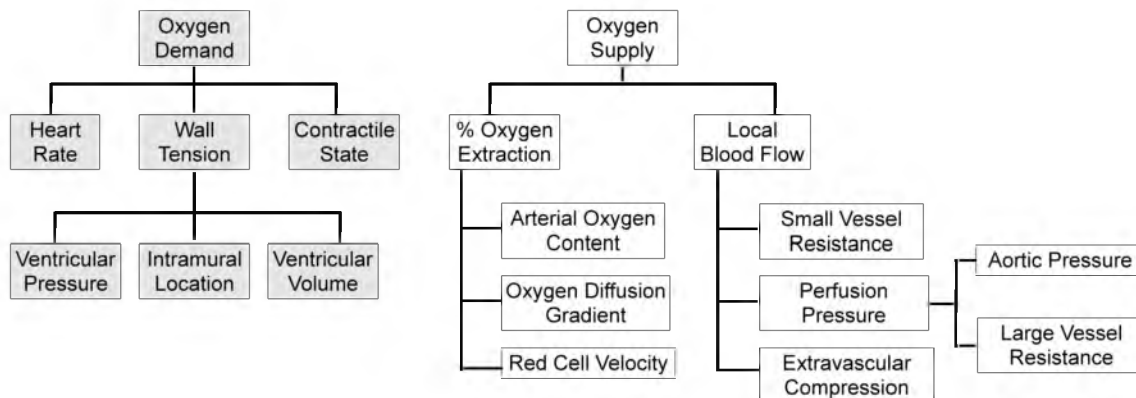 Oxygen
Demand
Heart
Rate
Wall
Tension
Contractile
State
Ventricular
Pressure
Intramural
Location
Ventricular
Volume
Oxygen
Supply
% Oxygen
Extraction
Local
Blood Flow
Arterial Oxygen
Content
Oxygen Diffusion
Gradient
Red Cell Velocity
Small Vessel
Resistance
Perfusion
Pressure
Extravascular
Compression
Aortic Pressure
Large Vessel
Resistance